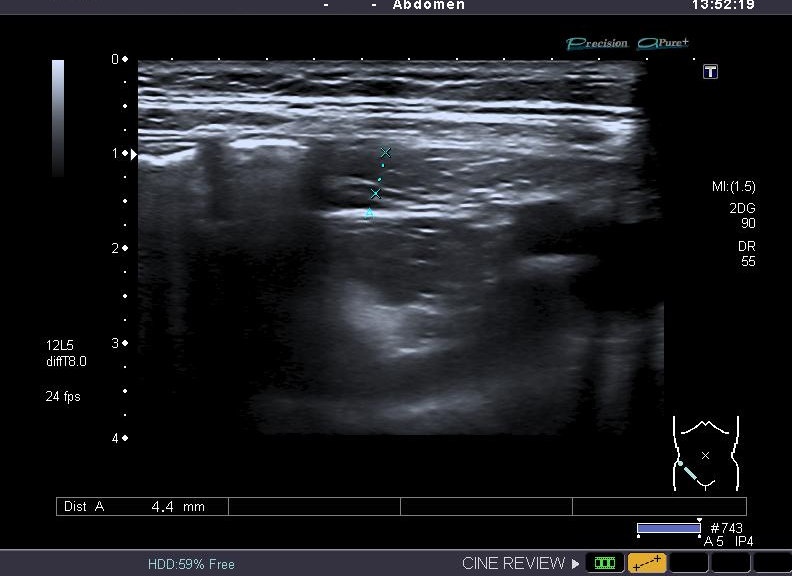 - - Abdomen 13:52:19
Precision APure+
T
0
1
2
3
4
MI:(1.5)
2DG
90
DR
55
12L5
diffT8.0
24 fps
Dist A 4.4 mm
#743
A 5 IP4
HDD:59% Free
CINE REVIEW